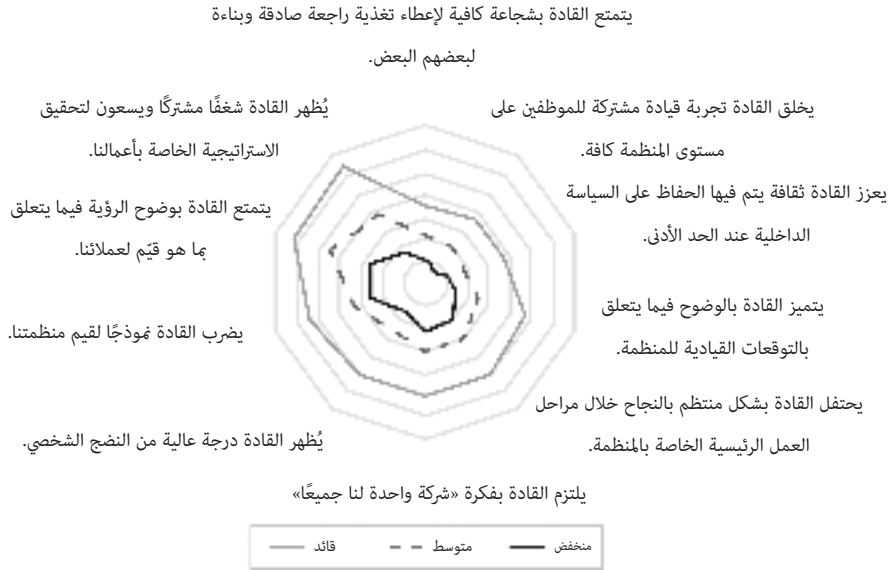 يتمتع القادة بشجاعة كافية لإعطاء تغذية راجعة صادقة وبناءة
لبعضهم البعض.
يخلق القادة تجربة قيادة مشتركة للموظفين على
مستوى المنظمة كافة.
يعزز القادة ثقافة يتم فيها الحفاظ على السياسة
الداخلية عند الحد الأدنى.
يتميز القادة بالوضوح فيما يتعلق
بالتوقعات القيادية للمنظمة.
يحتفل القادة بشكل منتظم بالنجاح خلال مراحل
العمل الرئيسية الخاصة بالمنظمة.
يُظهر القادة شغفًا مشتركًا ويسعون لتحقيق
الاستراتيجية الخاصة بأعمالنا.
يتمتع القادة بوضوح الرؤية فيما يتعلق
بما هو قيّم لعملائنا.
يضرب القادة نموذجًا لقيم منظمتنا.
يُظهر القادة درجة عالية من النضج الشخصي.
يلتزم القادة بفكرة «شركة واحدة لنا جميعًا»
منخفض
متوسط
قائد